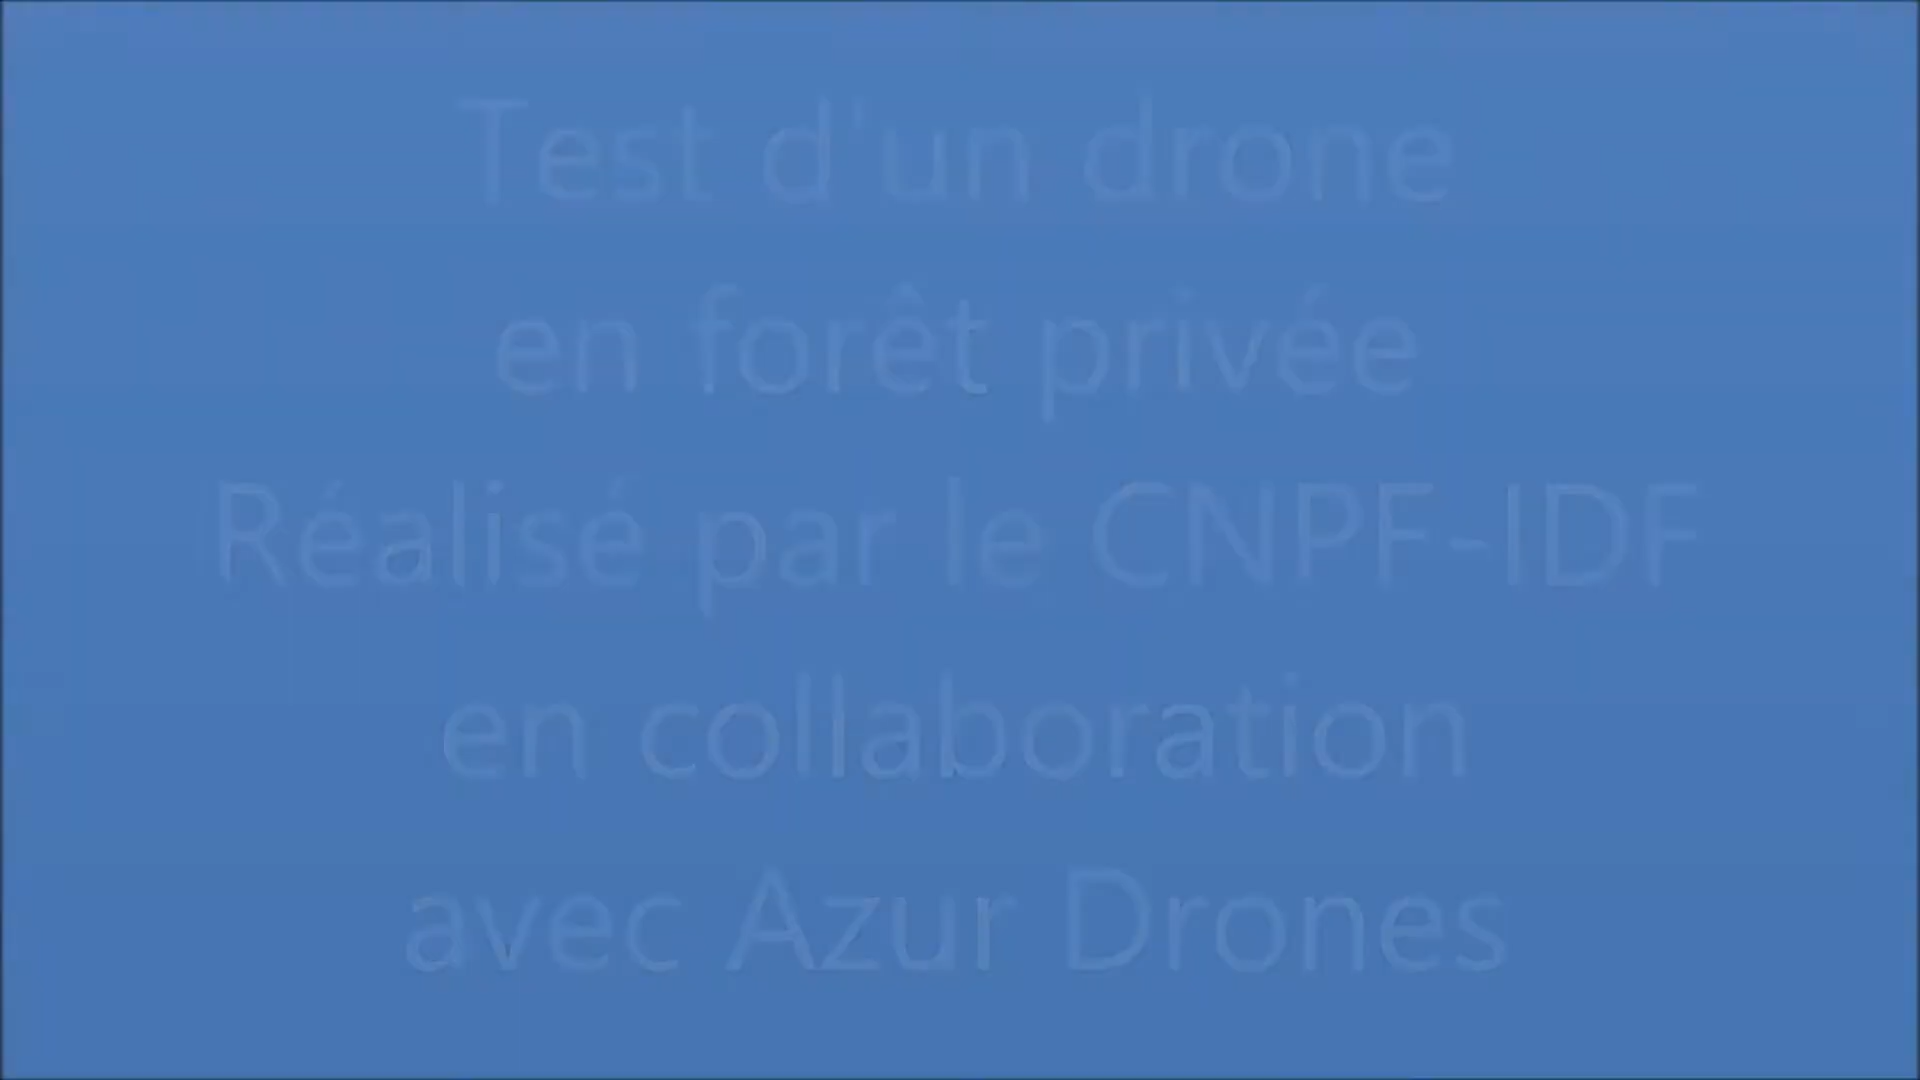 Test d'un drone
en forêt privée
Réalisé par le CNPF-IDF
en collaboration
avec Azur Drones